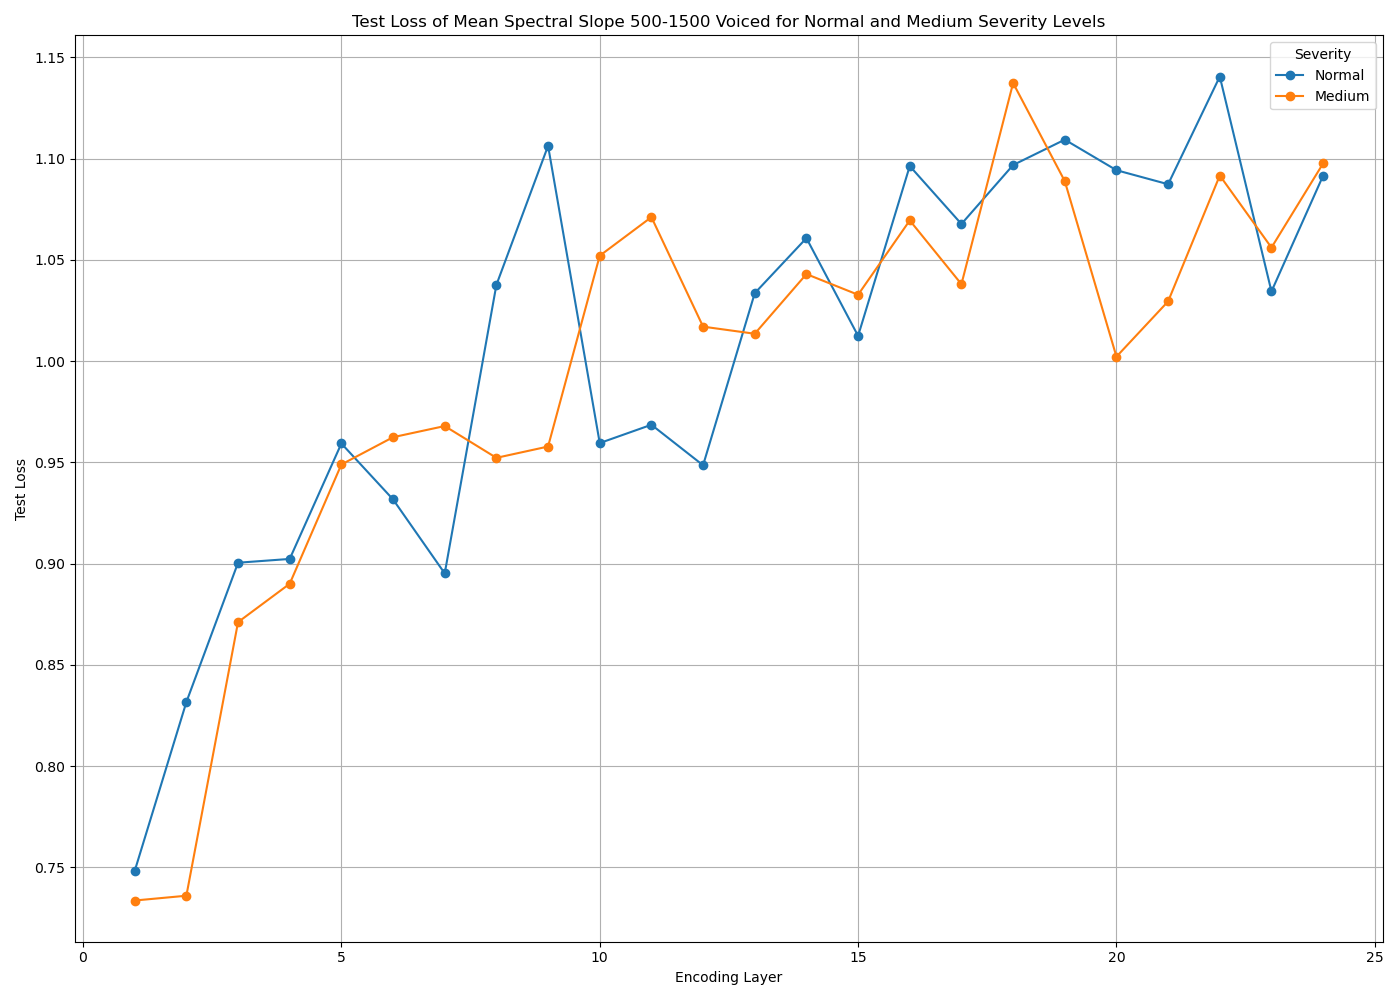 Test Loss of Mean Spectral Slope 500-1500 Voiced for Normal and Medium Severity Levels
Severity
Normal
Medium
1.15
1.10
1.05
1.00
0.95
0.90
0.85
0.80
0.75
Test Loss
0 5 10 15 20 25
Encoding Layer